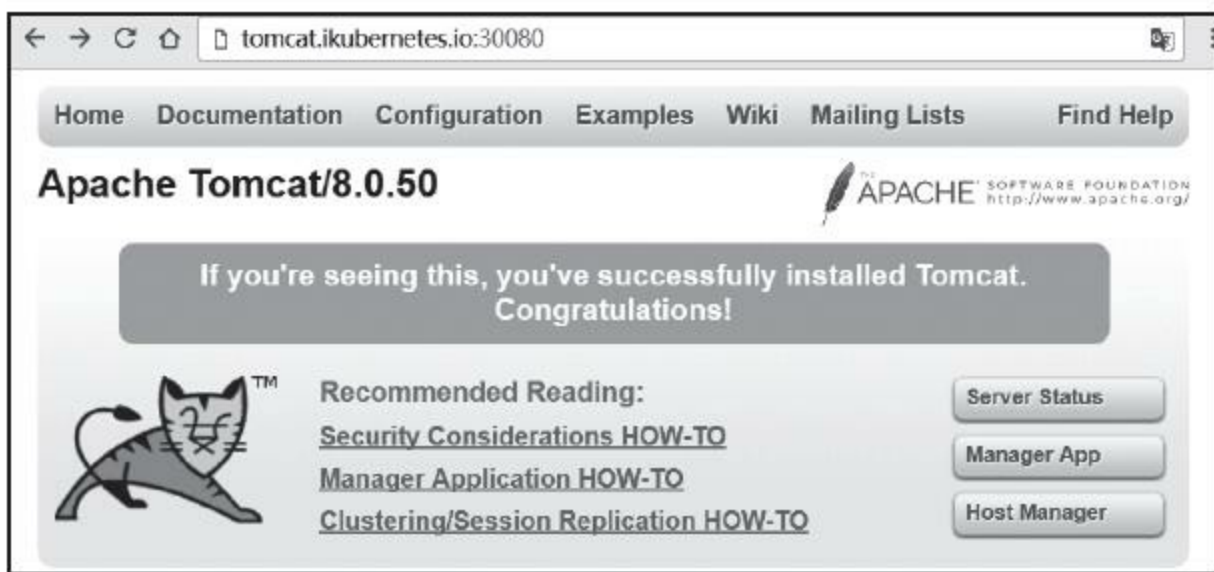 tomcat.ikubernetes.io:30080
Home Documentation Configuration Examples Wiki Mailing Lists Find Help
Apache Tomcat/8.0.50
THE
APACHE SOFTWARE FOUNDATION
http://www.apache.org/
If you're seeing this, you've successfully installed Tomcat.
Congratulations!
TM
Recommended Reading:
Security Considerations HOW-TO
Manager Application HOW-TO
Clustering/Session Replication HOW-TO
Server Status
Manager App
Host Manager